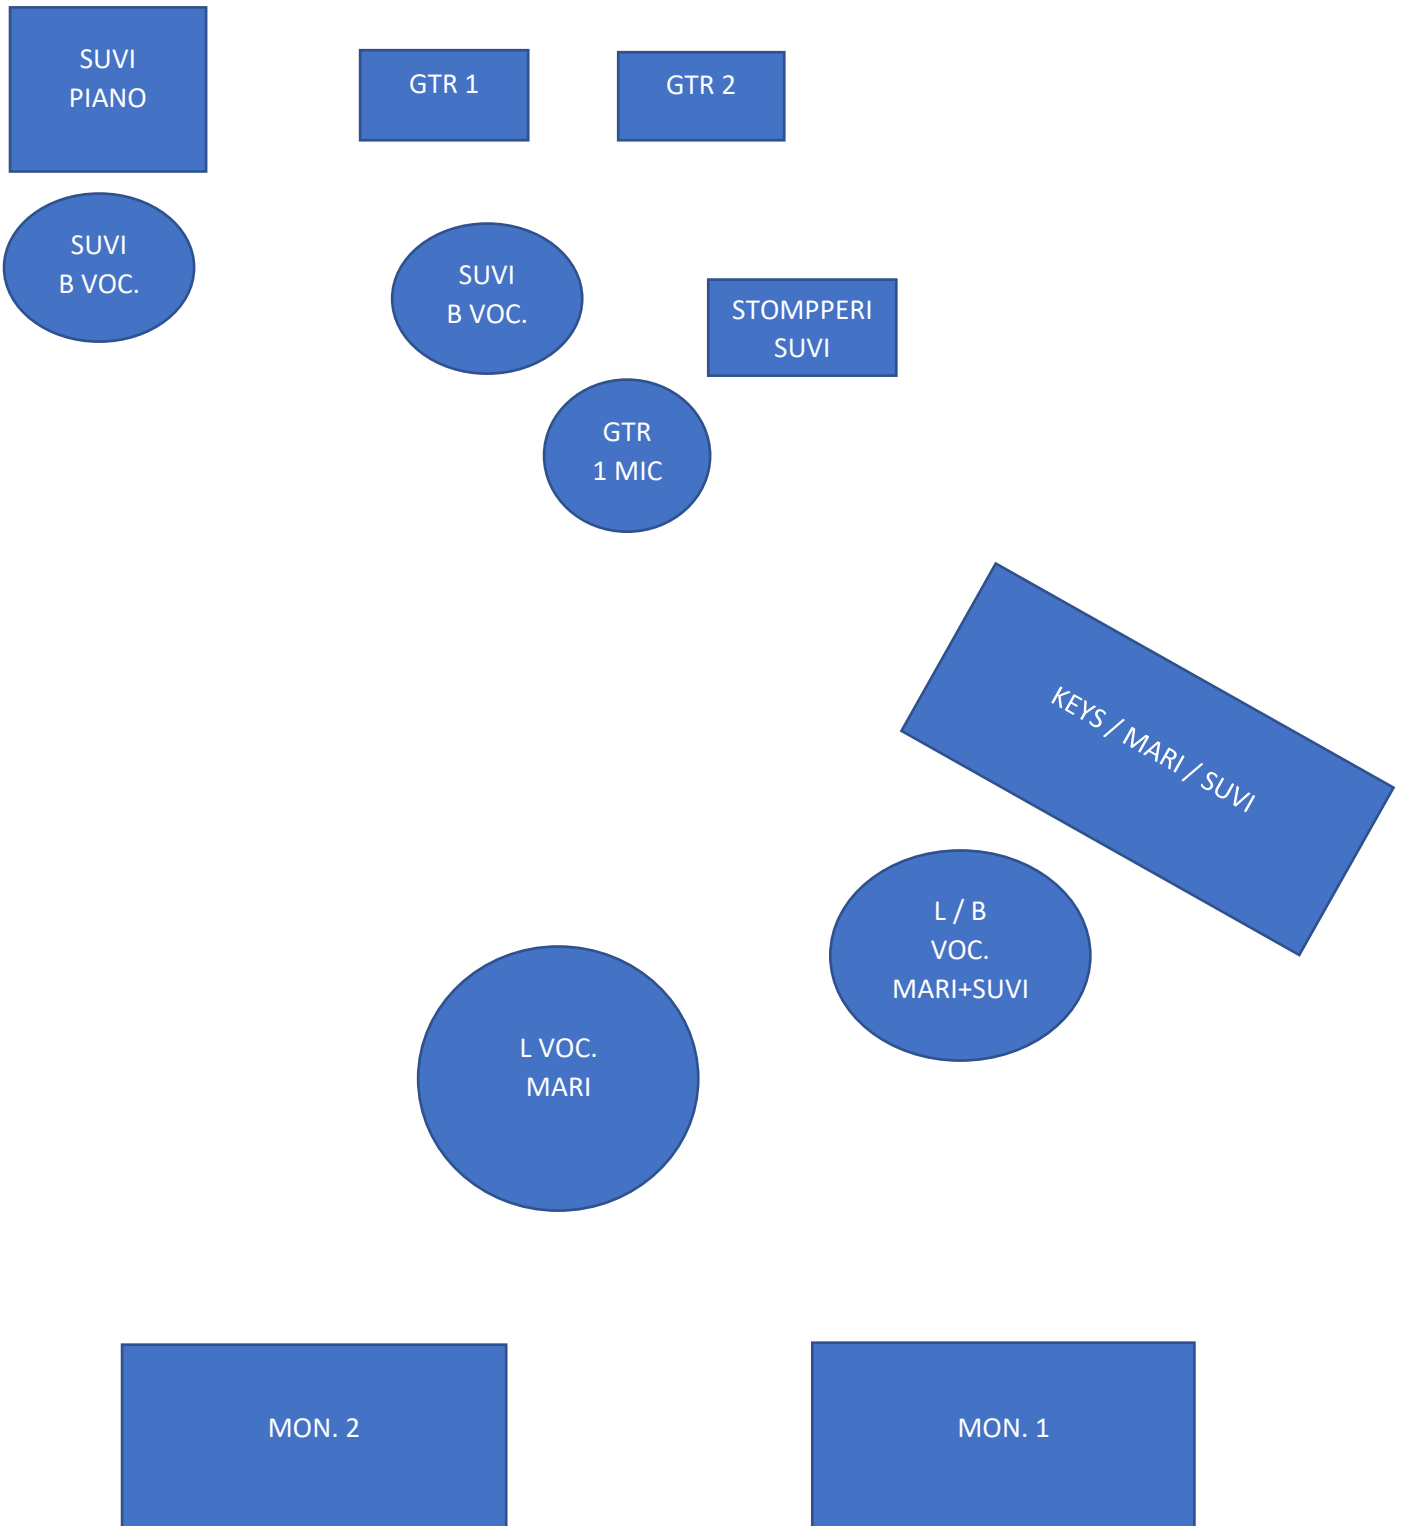 SUVI
PIANO
GTR 1
GTR 2
SUVI
B VOC.
SUVI
B VOC.
STOMPPERI
SUVI
GTR
1 MIC
KEYS / MARI / SUVI
L / B
VOC.
MARI+SUVI
L VOC.
MARI
MON. 2
MON. 1